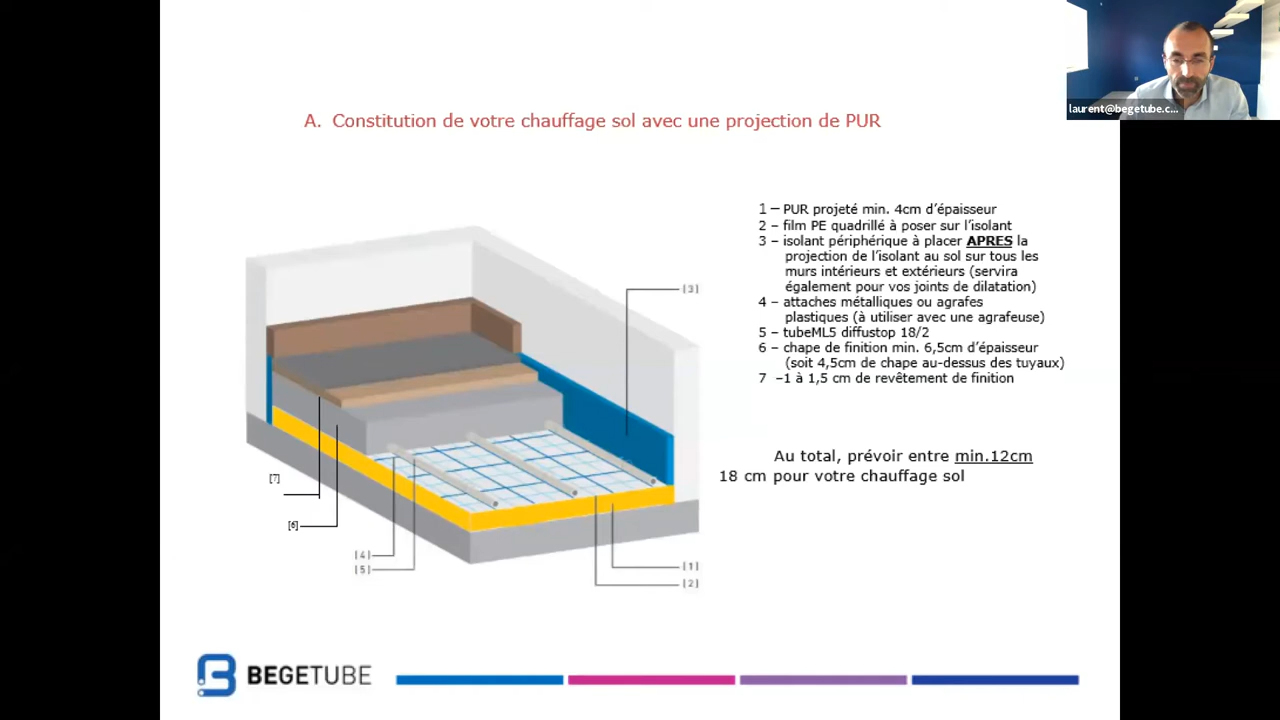 laurent@begetube.c...
A. Constitution de votre chauffage sol avec une projection de PUR
1 – PUR projeté min. 4cm d'épaisseur
2 – film PE quadrillé à poser sur l'isolant
3 – isolant périphérique à placer APRES la
projection de l'isolant au sol sur tous les
murs intérieurs et extérieurs (servira
également pour vos joints de dilatation)
4 – attaches métalliques ou agrafes
plastiques (à utiliser avec une agrafeuse)
5 – tubeML5 diffustop 18/2
6 – chape de finition min. 6,5cm d'épaisseur
(soit 4,5cm de chape au-dessus des tuyaux)
7 –1 à 1,5 cm de revêtement de finition
Au total, prévoir entre min.12cm
18 cm pour votre chauffage sol
[3]
[7]
[6]
[4]
[5]
[1]
[2]
BEGETUBE